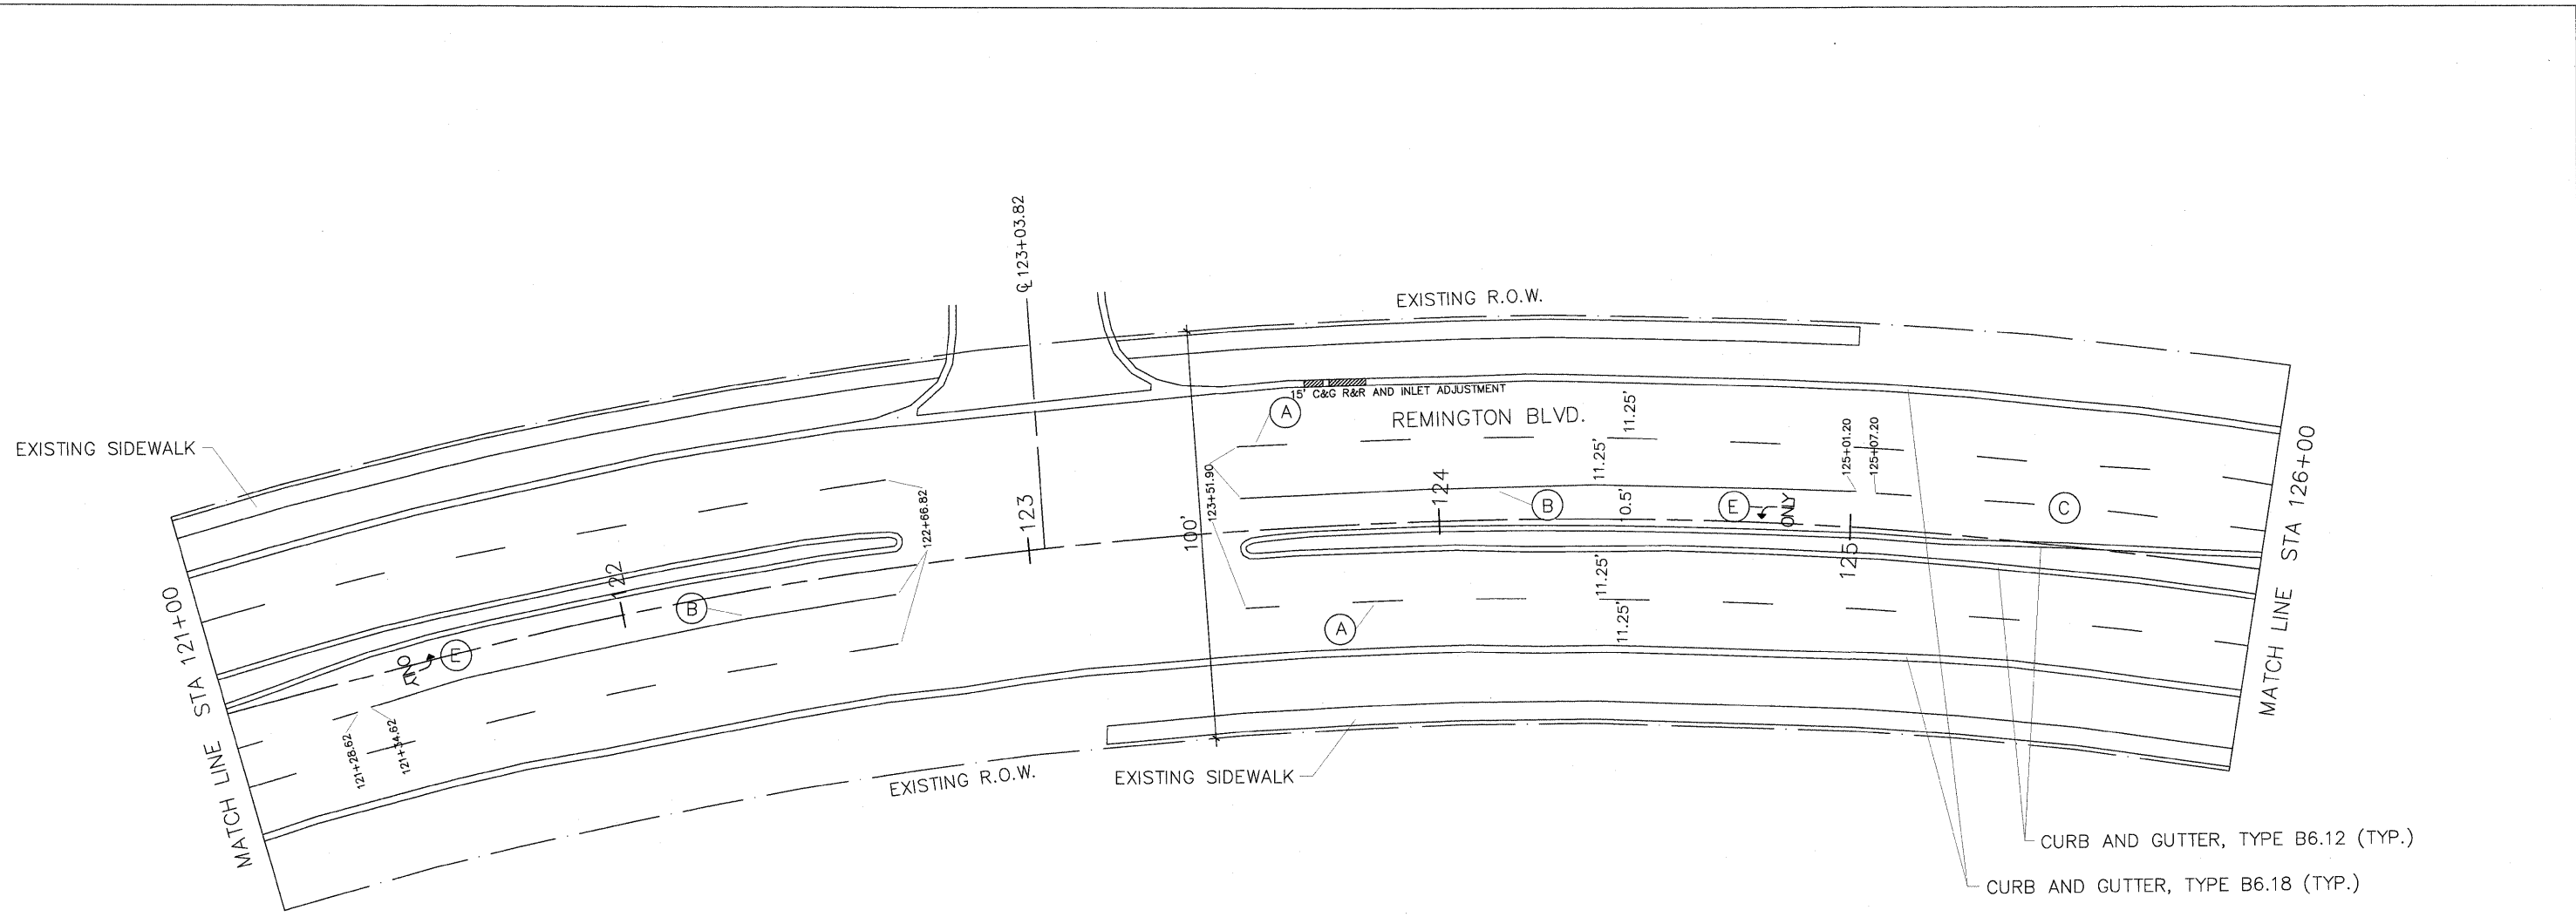 ℄ 123+03.82
EXISTING R.O.W.
15' C&G R&R AND INLET ADJUSTMENT
A
REMINGTON BLVD.
11.25'
11.25'
10.5'
11.25'
11.25'
125+01.20
125+07.20
EXISTING SIDEWALK
MATCH LINE STA 121+00
MATCH LINE STA 126+00
122+66.82
123+51.90
100'
122
123
124
125
B
B
E
ONLY
C
E
ONLY
A
121+28.62
121+34.62
EXISTING R.O.W.
EXISTING SIDEWALK
CURB AND GUTTER, TYPE B6.12 (TYP.)
CURB AND GUTTER, TYPE B6.18 (TYP.)